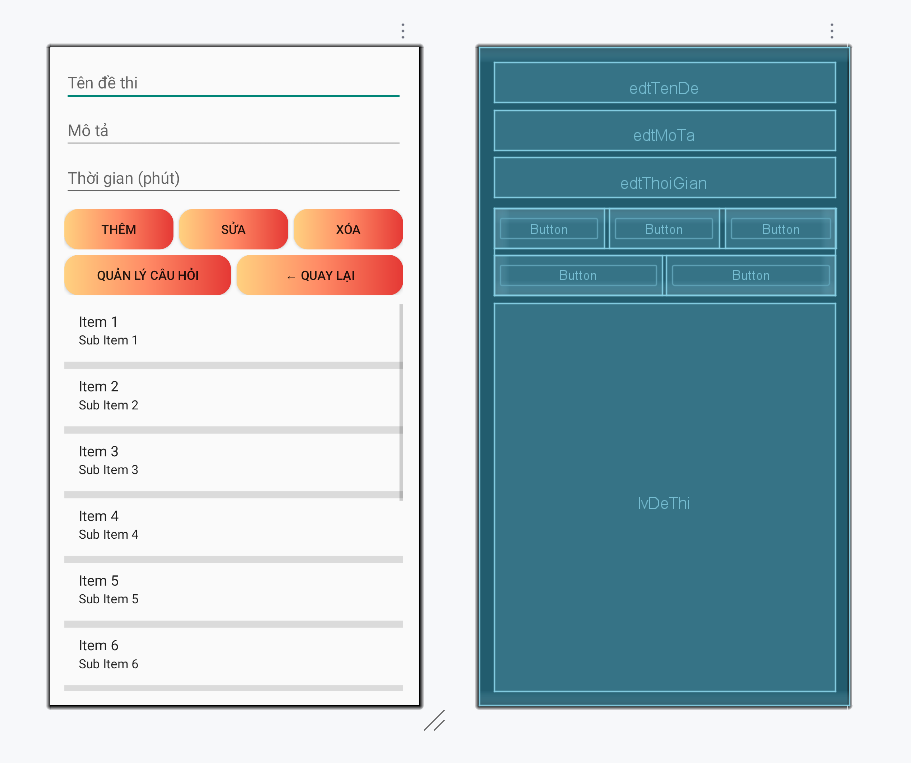 Tên đề thi
Mô tả
Thời gian (phút)
THÊM SỬA XÓA
QUẢN LÝ CÂU HỎI ← QUAY LẠI
Item 1
Sub Item 1
Item 2
Sub Item 2
Item 3
Sub Item 3
Item 4
Sub Item 4
Item 5
Sub Item 5
Item 6
Sub Item 6
edtTenDe
edtMoTa
edtThoiGian
Button Button Button
Button Button
lvDeThi